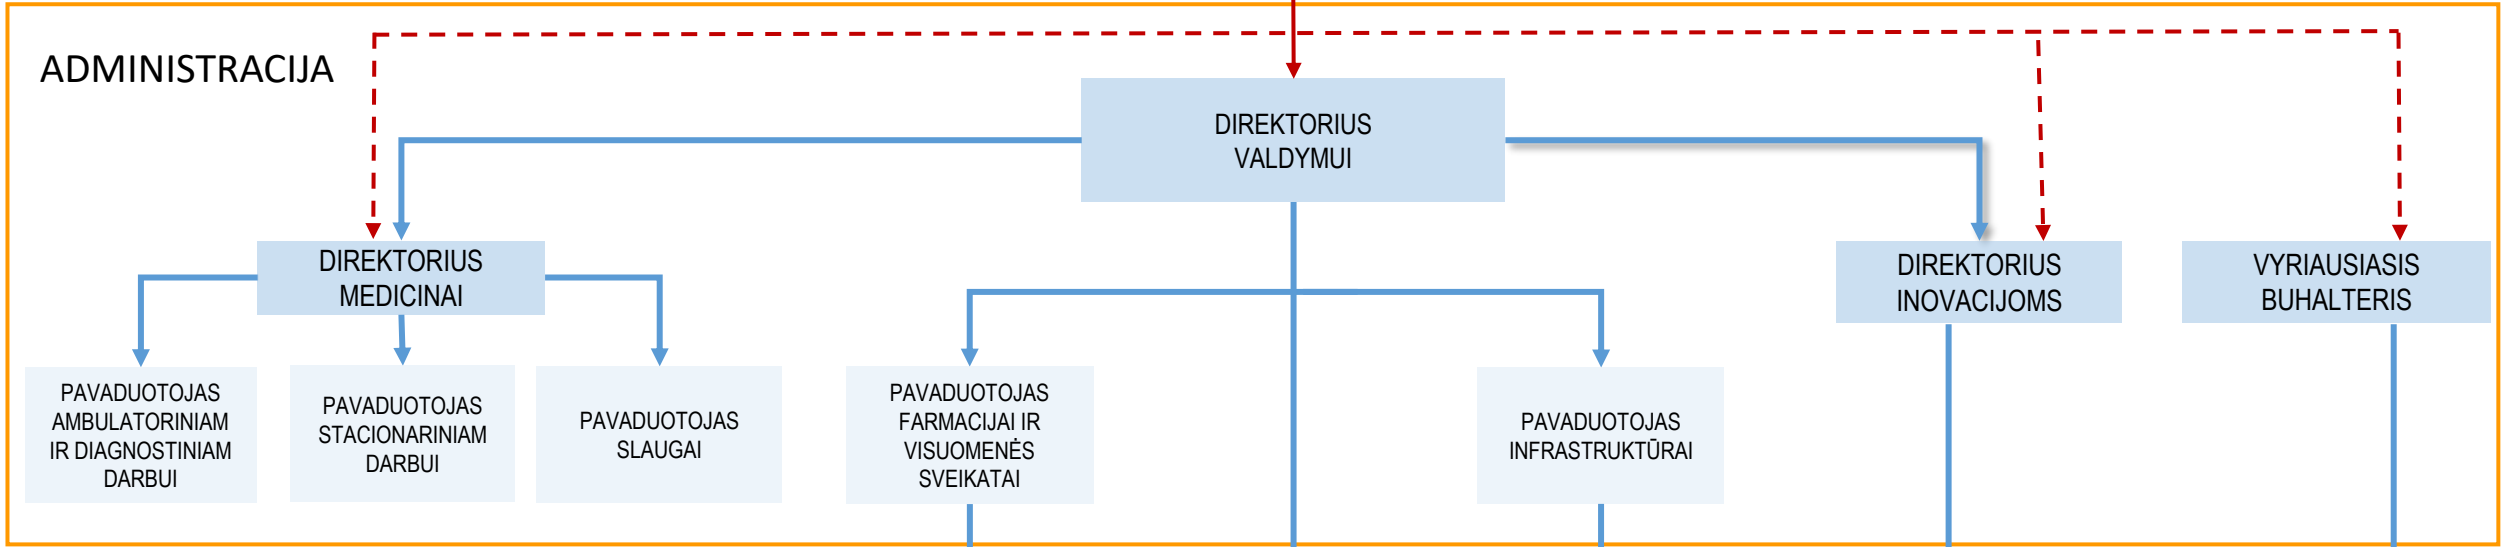 ADMINISTRACIJA
DIREKTORIUS
VALDYMUI
DIREKTORIUS
MEDICINAI
DIREKTORIUS
INOVACIJOMS
VYRIAUSIASIS
BUHALTERIS
PAVADUOTOJAS
AMBULATORINIAM
IR DIAGNOSTINIAM
DARBUI
PAVADUOTOJAS
STACIONARINIAM
DARBUI
PAVADUOTOJAS
SLAUGAI
PAVADUOTOJAS
FARMACIJAI IR
VISUOMENĖS
SVEIKATAI
PAVADUOTOJAS
INFRASTRUKTŪRAI